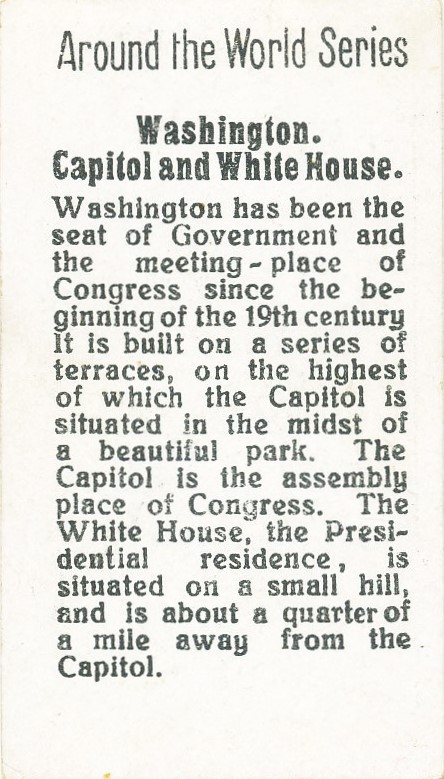 Around the World Series
Washington.
Capitol and White House.
Washington has been the
seat of Government and
the meeting-place of
Congress since the be-
ginning of the 19th century
It is built on a series of
terraces, on the highest
of which the Capitol is
situated in the midst of
a beautiful park. The
Capitol is the assembly
place of Congress. The
White House, the Presi-
dential residence, is
situated on a small hill,
and is about a quarter of
a mile away from the
Capitol.